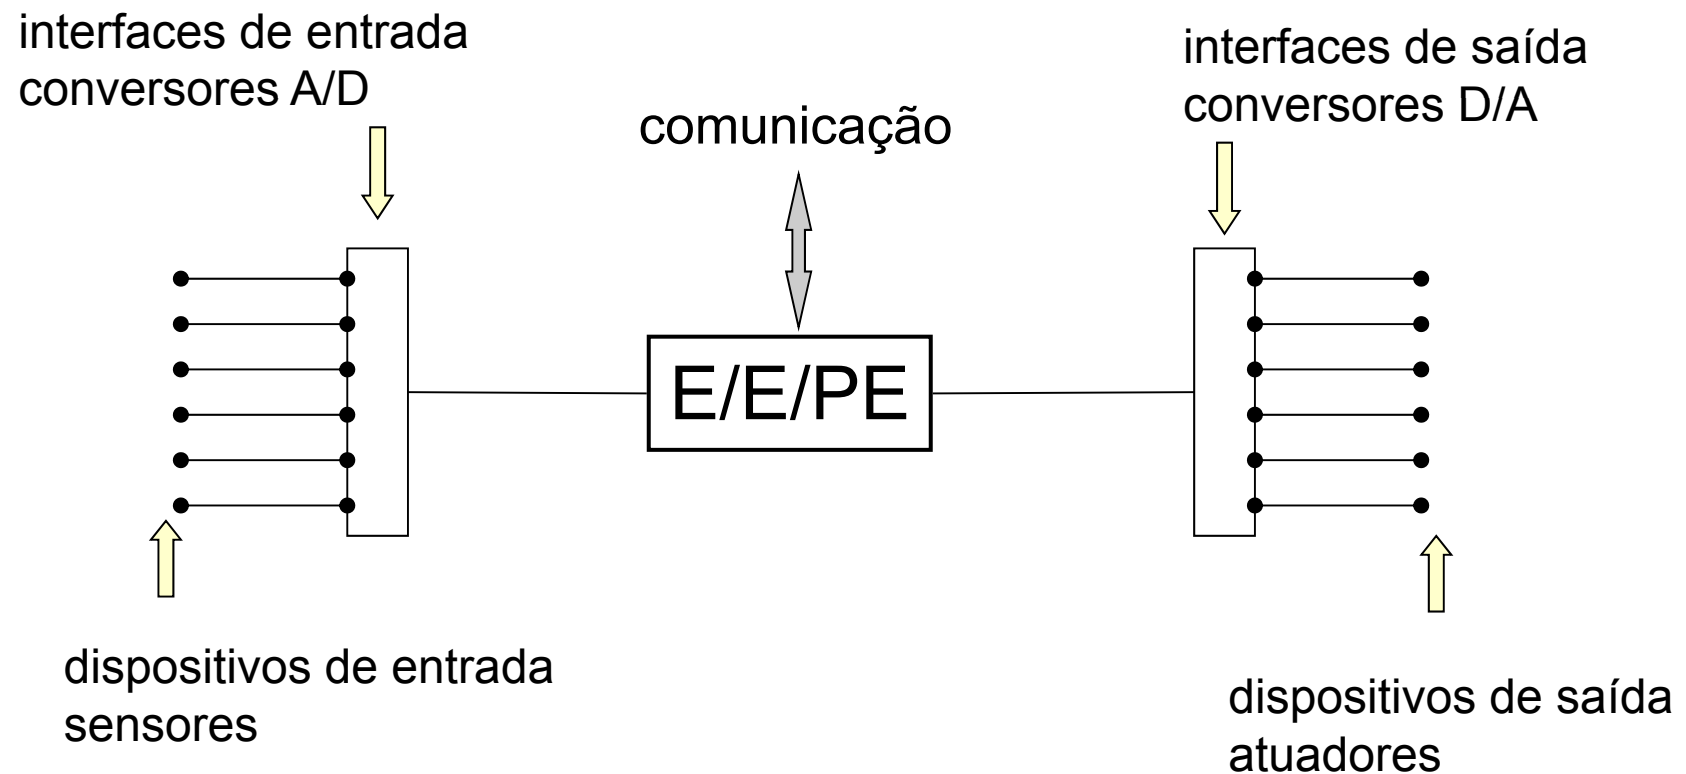 interfaces de entrada
conversores A/D
interfaces de saída
conversores D/A
comunicação
E/E/PE
dispositivos de entrada
sensores
dispositivos de saída
atuadores